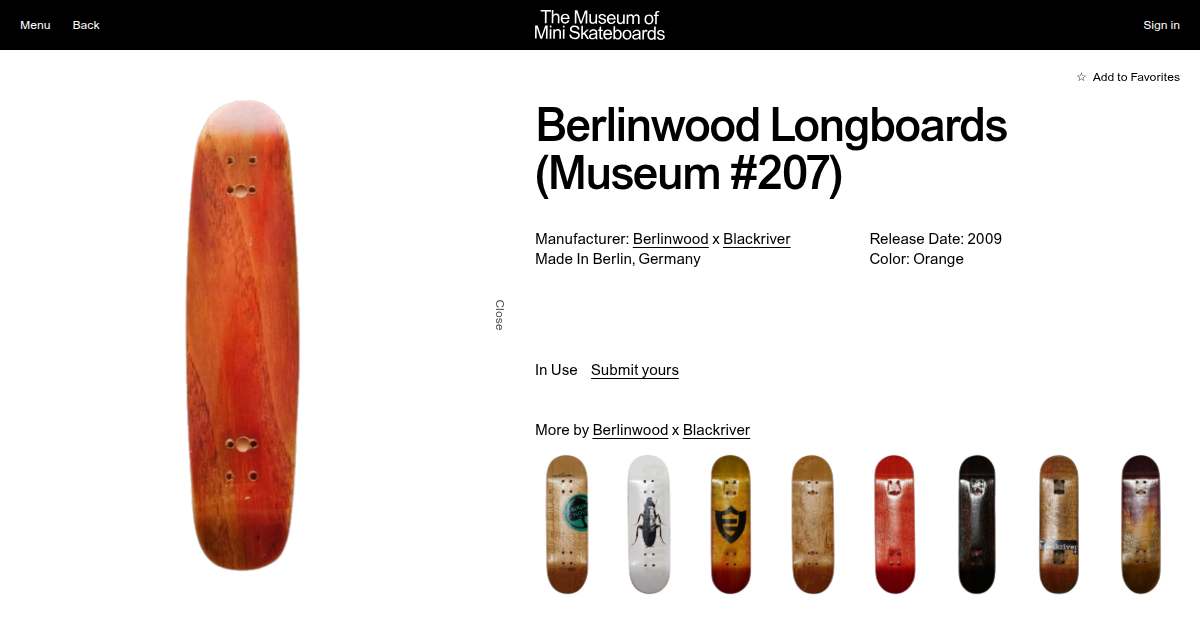 Menu Back
The Museum of
Mini Skateboards
Sign in
☆ Add to Favorites
Berlinwood Longboards
(Museum #207)
Manufacturer: Berlinwood x Blackriver
Made In Berlin, Germany
Release Date: 2009
Color: Orange
Close
In Use Submit yours
More by Berlinwood x Blackriver